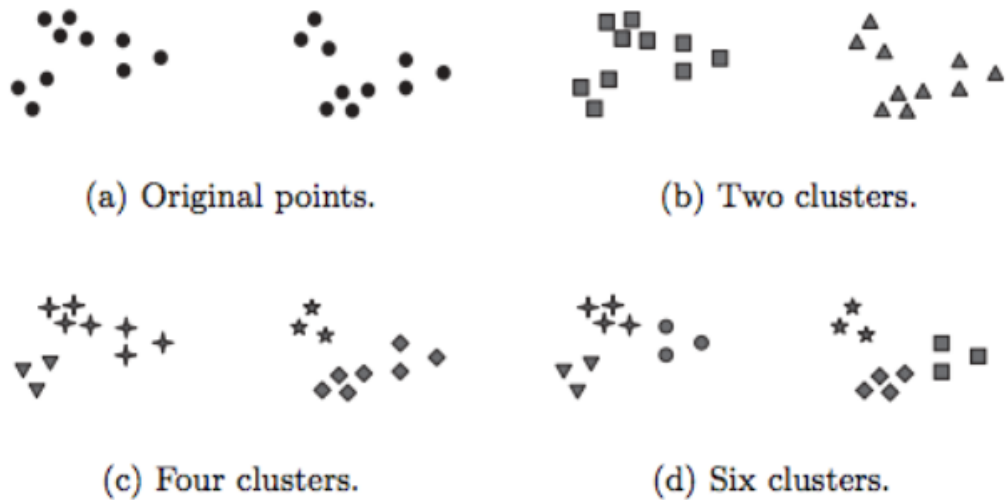 (a) Original points.
(b) Two clusters.
(c) Four clusters.
(d) Six clusters.